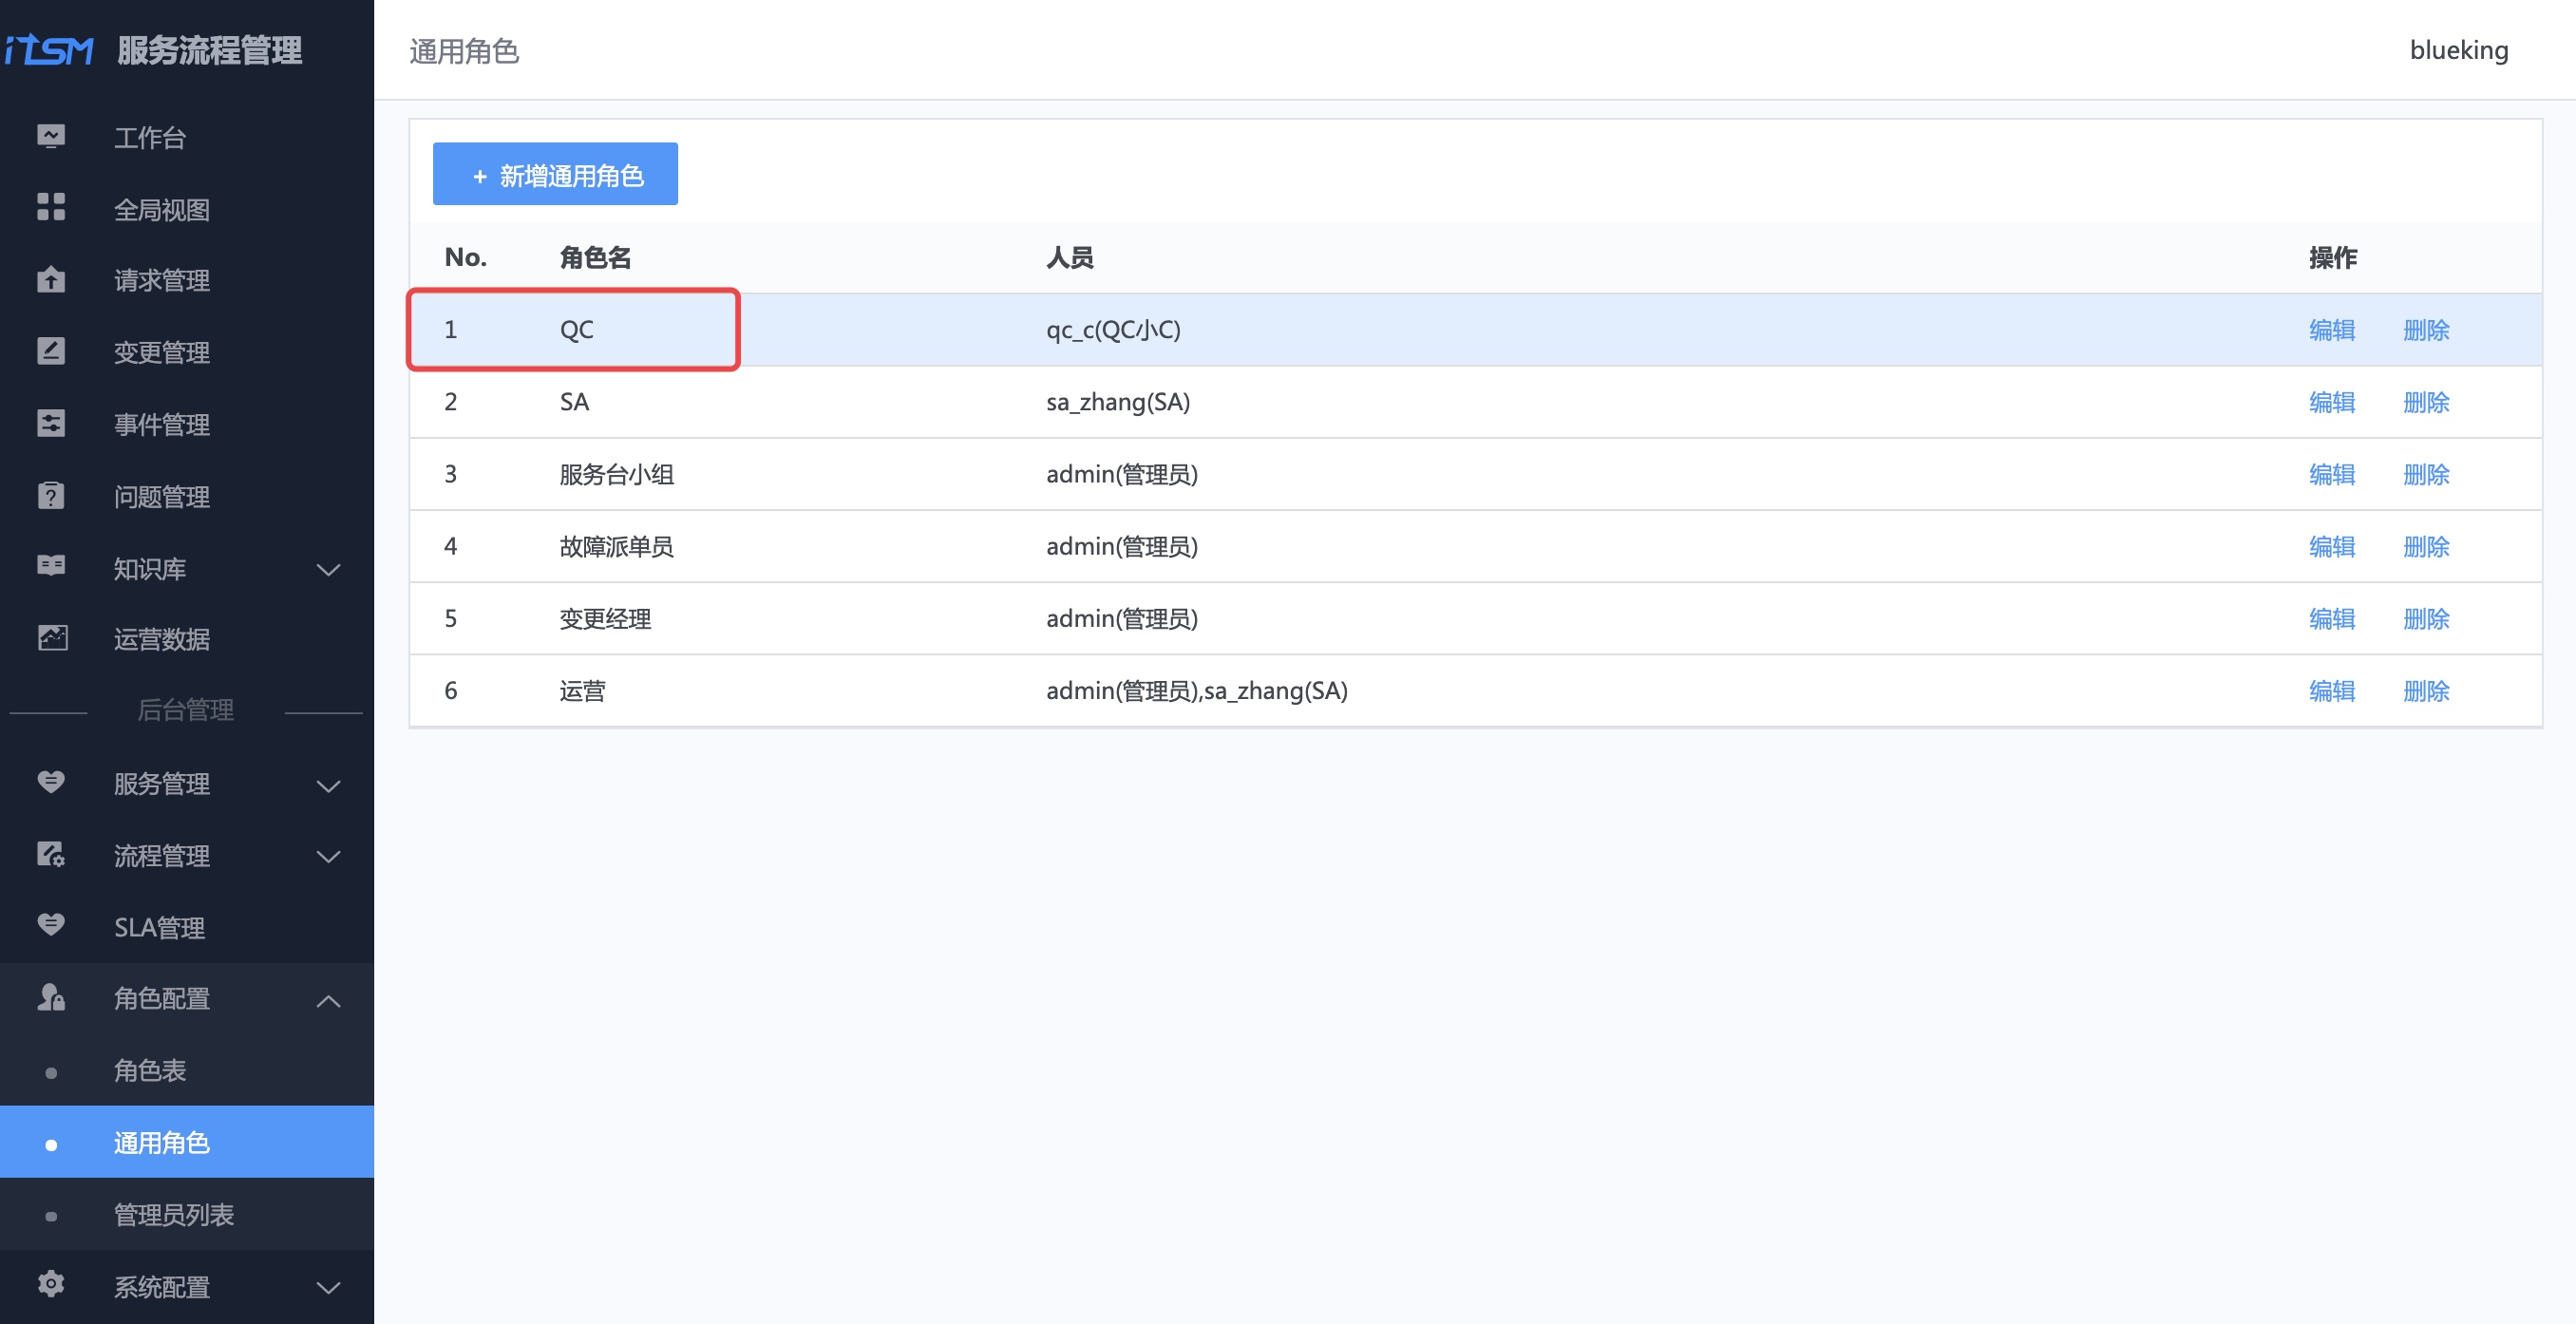 iTSM 服务流程管理
工作台
全局视图
请求管理
变更管理
事件管理
问题管理
知识库
运营数据
后台管理
服务管理
流程管理
SLA管理
角色配置
角色表
通用角色
管理员列表
系统配置
通用角色 blueking
+ 新增通用角色
No. 角色名 人员 操作
1 QC qc_c(QC小C) 编辑 删除
2 SA sa_zhang(SA) 编辑 删除
3 服务台小组 admin(管理员) 编辑 删除
4 故障派单员 admin(管理员) 编辑 删除
5 变更经理 admin(管理员) 编辑 删除
6 运营 admin(管理员),sa_zhang(SA) 编辑 删除